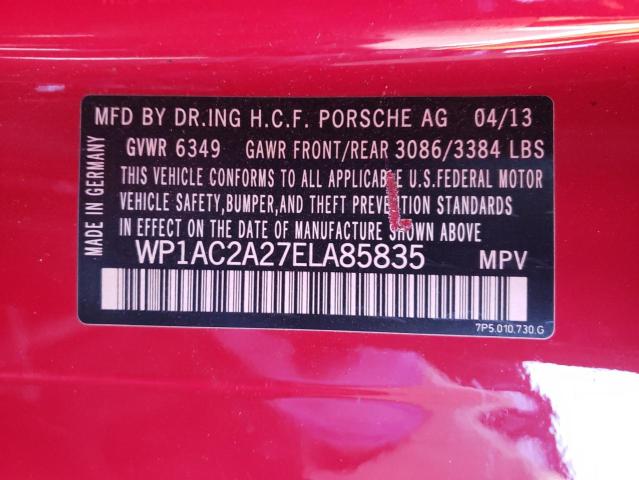 MFD BY DR.ING H.C.F. PORSCHE AG 04/13
GVWR 6349 GAWR FRONT/REAR 3086/3384 LBS
THIS VEHICLE CONFORMS TO ALL APPLICABLE U.S.FEDERAL MOTOR
VEHICLE SAFETY,BUMPER,AND THEFT PREVENTION STANDARDS
IN EFFECT ON THE DATE OF MANUFACTURE SHOWN ABOVE
WP1AC2A27ELA85835 MPV
7P5.010.730.G
MADE IN GERMANY